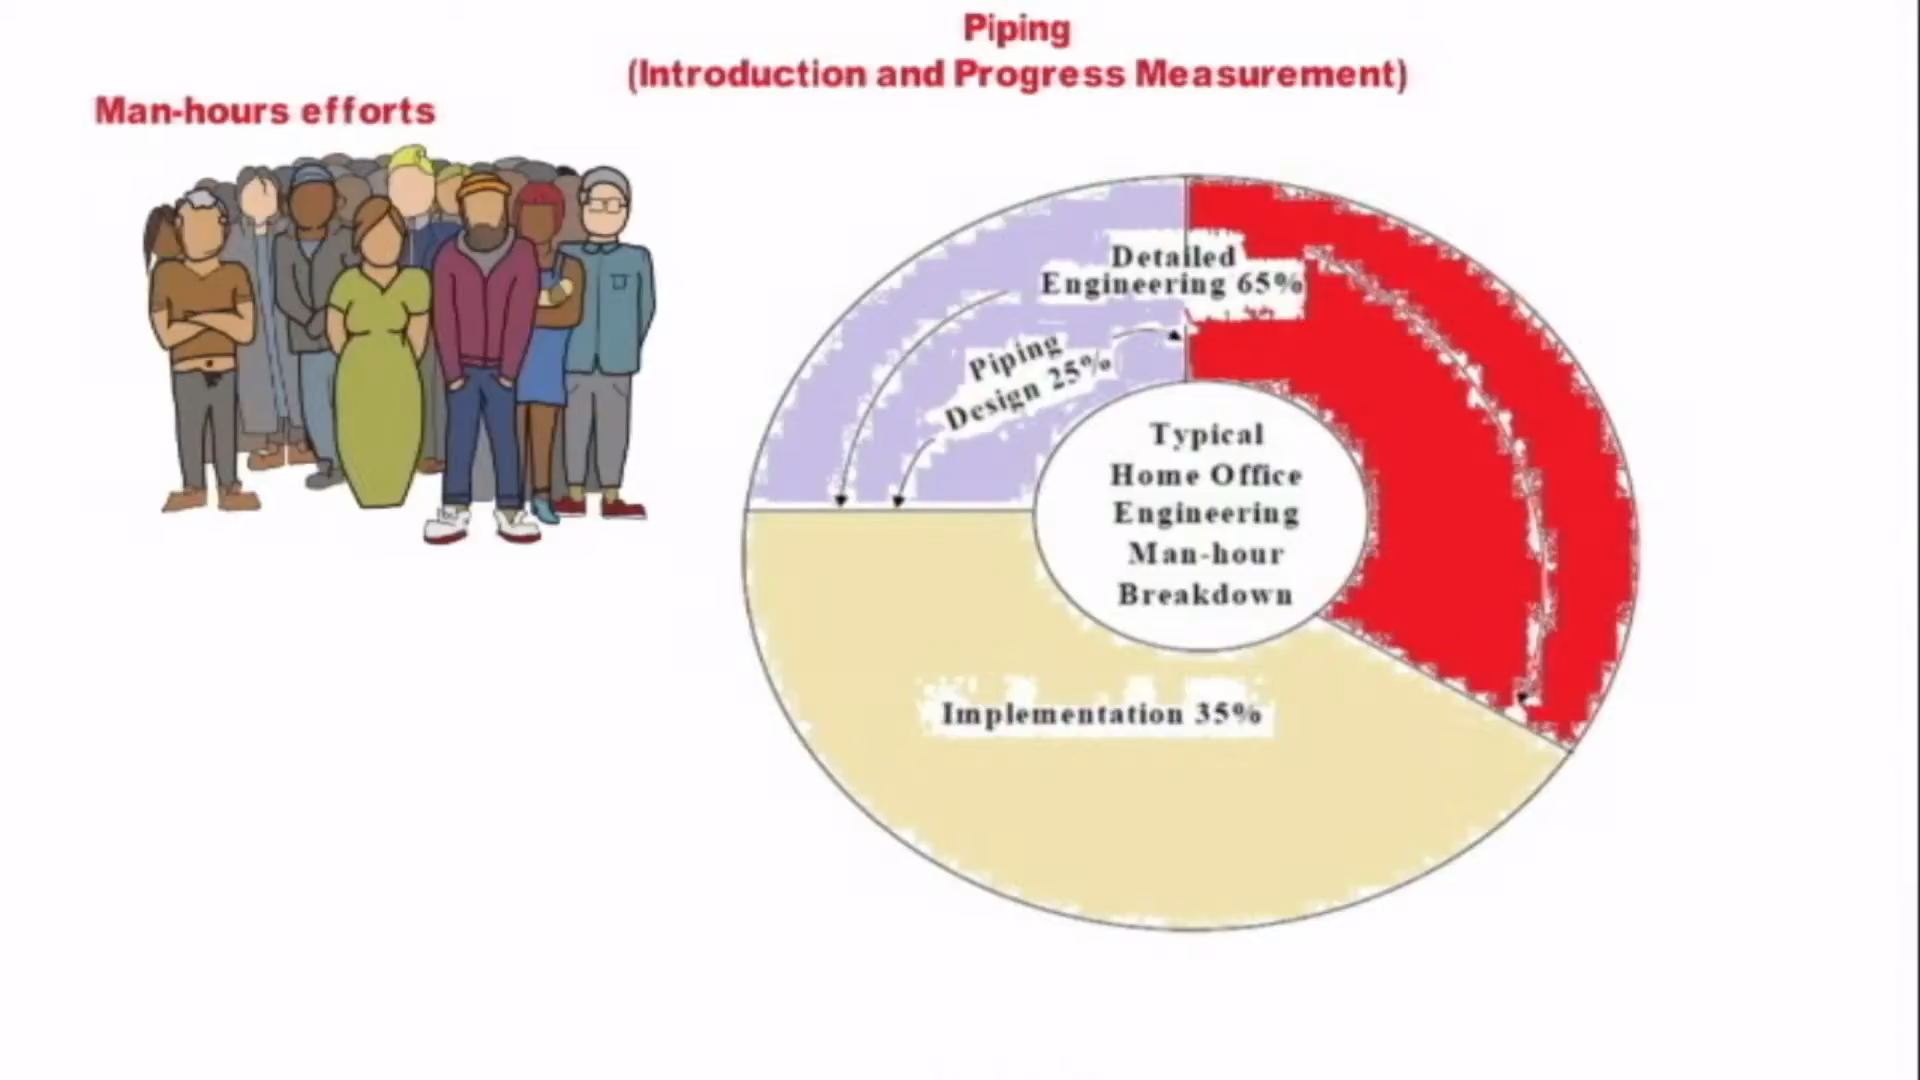 Piping
(Introduction and Progress Measurement)
Man-hours efforts
Detailed
Engineering 65%
Piping
Design 25%
Typical
Home Office
Engineering
Man-hour
Breakdown
Implementation 35%